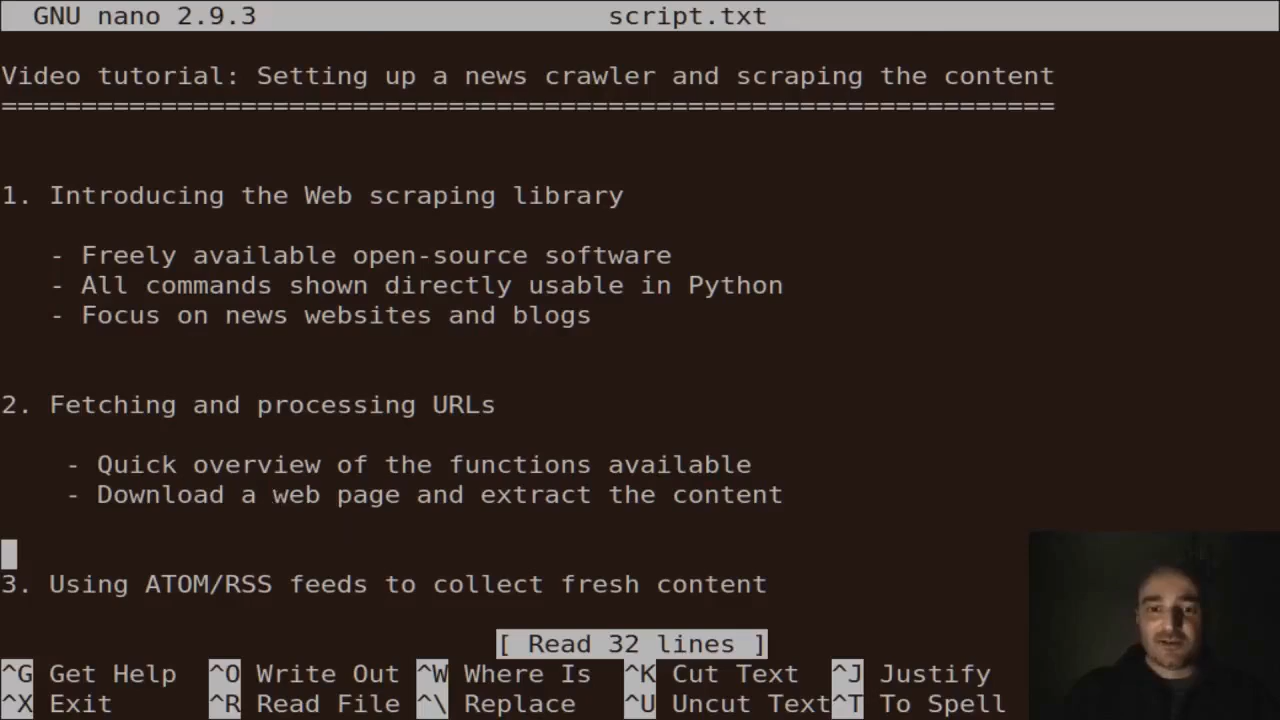 GNU nano 2.9.3 script.txt
Video tutorial: Setting up a news crawler and scraping the content
==================================================================
1. Introducing the Web scraping library
- Freely available open-source software
- All commands shown directly usable in Python
- Focus on news websites and blogs
2. Fetching and processing URLs
- Quick overview of the functions available
- Download a web page and extract the content
3. Using ATOM/RSS feeds to collect fresh content
[ Read 32 lines ]
^G Get Help ^O Write Out ^W Where Is ^K Cut Text ^J Justify
^X Exit ^R Read File ^\ Replace ^U Uncut Text^T To Spell